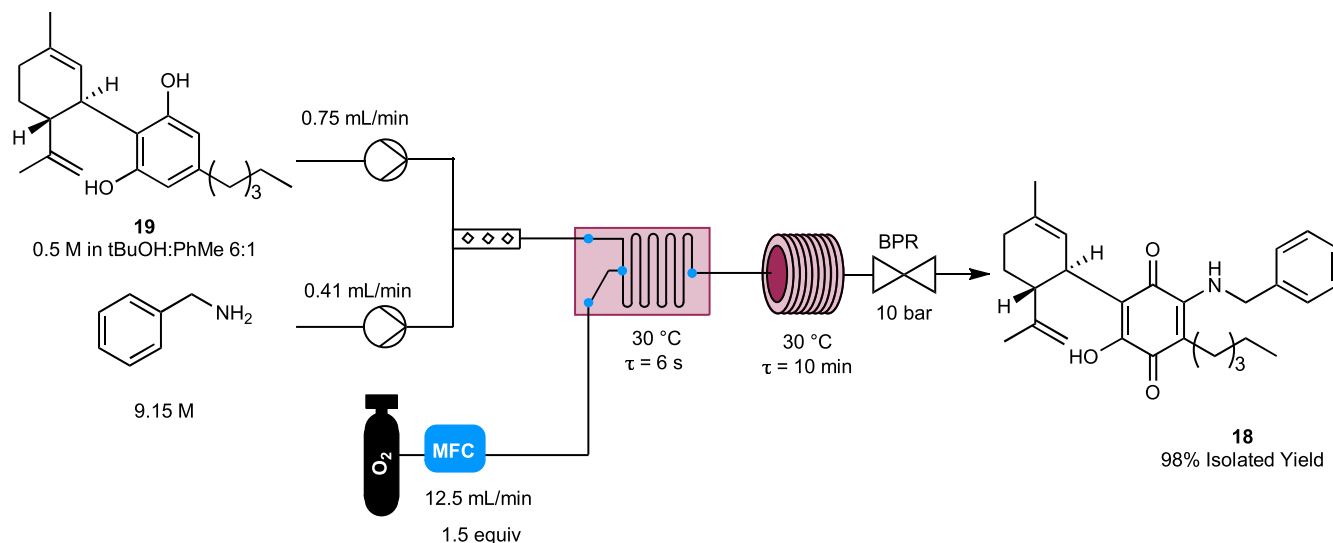 H
OH
H
HO
( )3
19
0.5 M in tBuOH:PhMe 6:1
0.75 mL/min
NH2
9.15 M
0.41 mL/min
O2
MFC
12.5 mL/min
1.5 equiv
30 °C
τ = 6 s
30 °C
τ = 10 min
BPR
10 bar
H
O
H
N
H
HO
O
( )3
18
98% Isolated Yield